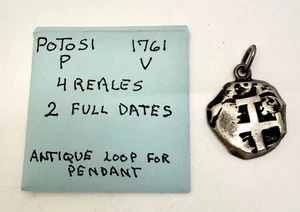 POTOSI 1761
P V
4 REALES
2 FULL DATES
ANTIQUE LOOP FOR
PENDANT